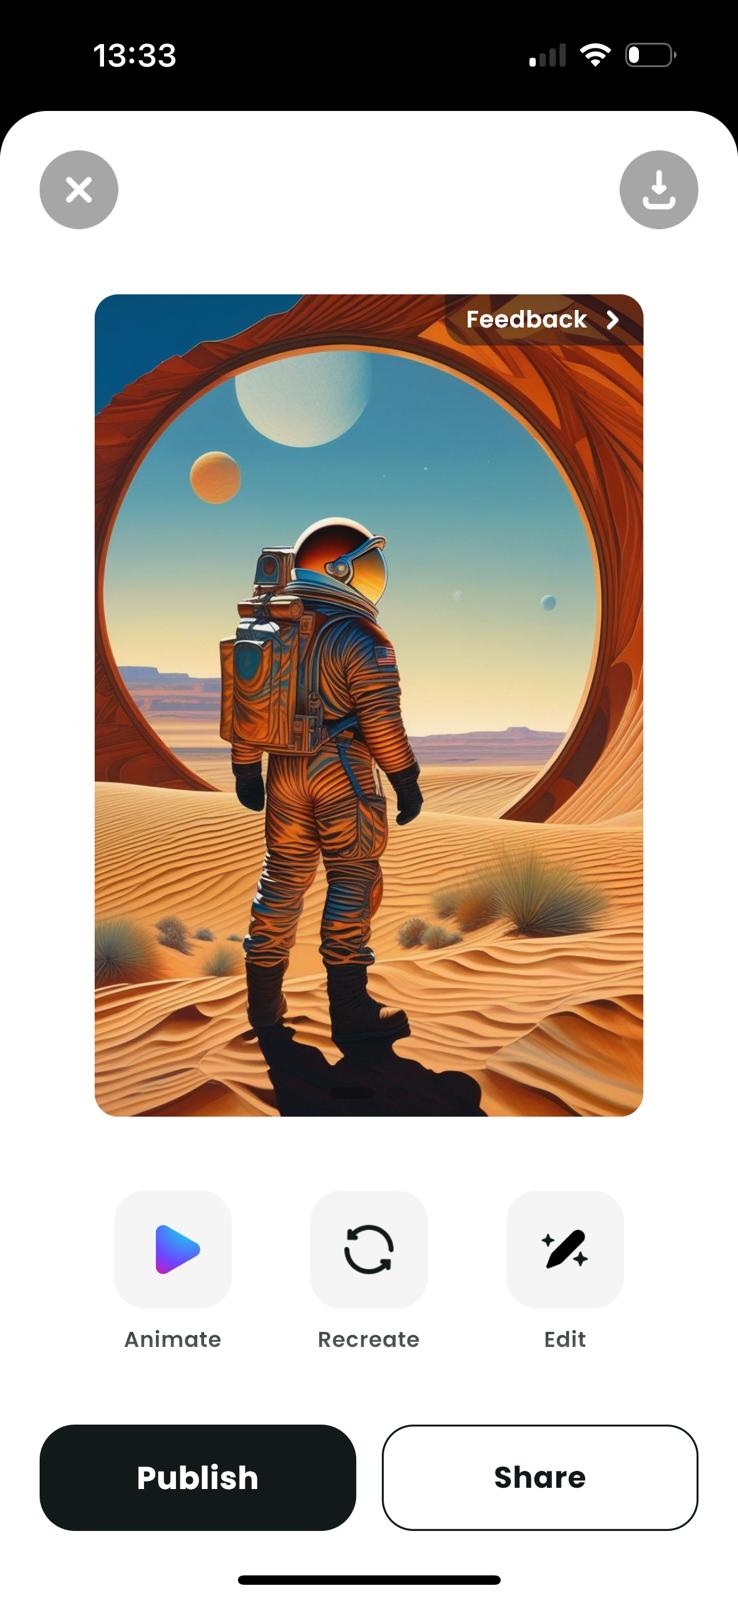 13:33
Feedback
Animate
Recreate
Edit
Publish
Share